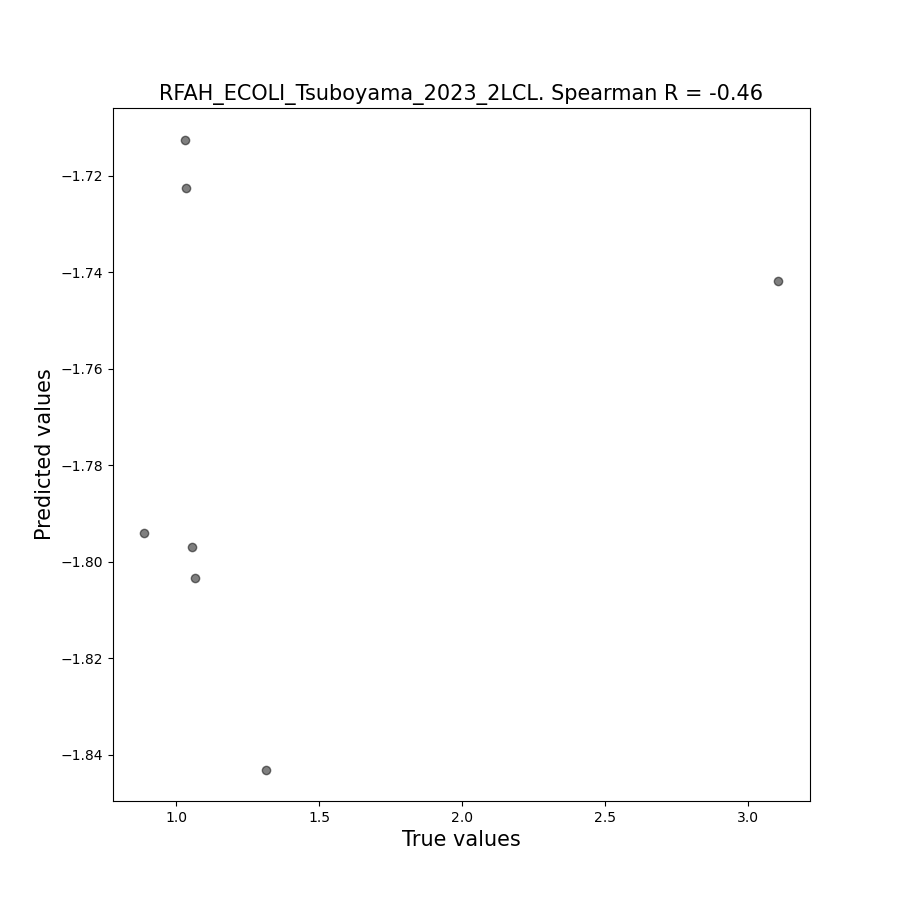 RFAH_ECOLI_Tsuboyama_2023_2LCL. Spearman R = -0.46
−1.72
−1.74
−1.76
−1.78
−1.80
−1.82
−1.84
Predicted values
1.0 1.5 2.0 2.5 3.0
True values